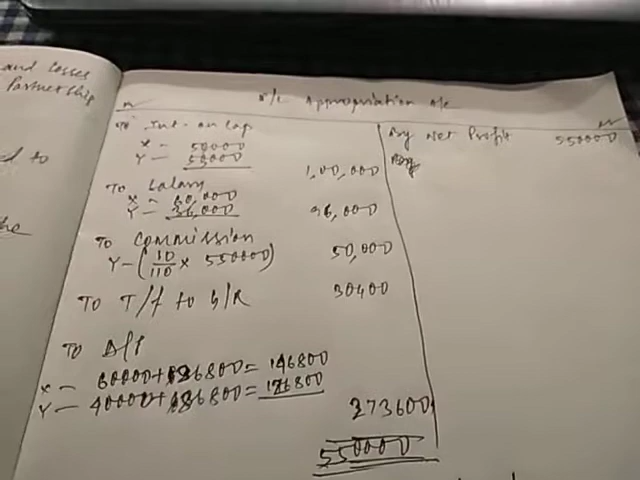 and Losses
Partnership
P/L Appropriation A/c
To Int. on Cap
X - 50000
Y - 50000
1,00,000
By Net Profit 550000
To Salary
X - 60,000
Y - 36,000
96,000
To Commission
Y - (10/110 × 550000)
50,000
To T/f to G/R
30400
To
X - 60000+86800= 146800
Y - 40000+86800= 126800
273600
550000